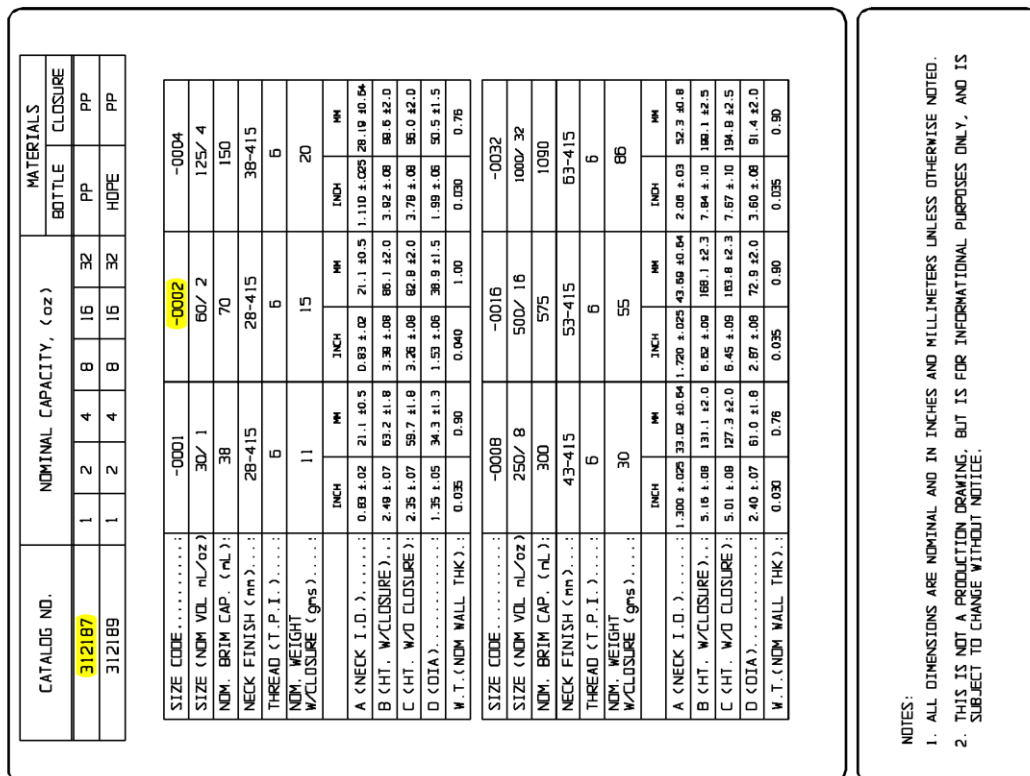 CATALOG NO. NOMINAL CAPACITY, (oz) MATERIALS
BOTTLE CLOSURE
312187 1 2 4 8 16 32 PP PP
312189 1 2 4 8 16 32 HDPE PP
SIZE CODE..........: -0001 -0002 -0004
SIZE (NOM VOL mL/oz) 30/ 1 60/ 2 125/ 4
NOM. BRIM CAP. (mL): 38 70 150
NECK FINISH (mm)...: 28-415 28-415 38-415
THREAD (T.P.I.)....: 6 6 6
NOM. WEIGHT
W/CLOSURE (gms)....: 11 15 20
INCH MM INCH MM INCH MM
A (NECK I.D.)......: 0.83 ±.02 21.1 ±0.5 0.83 ±.02 21.1 ±0.5 1.110 ±.025 28.19 ±0.64
B (HT. W/CLOSURE)..: 2.49 ±.07 63.2 ±1.8 3.39 ±.08 86.1 ±2.0 3.92 ±.08 99.6 ±2.0
C (HT. W/O CLOSURE): 2.35 ±.07 59.7 ±1.8 3.26 ±.08 82.8 ±2.0 3.78 ±.08 96.0 ±2.0
D (DIA)............: 1.35 ±.05 34.3 ±1.3 1.53 ±.06 38.9 ±1.5 1.99 ±.06 50.5 ±1.5
W.T.(NOM WALL THK).: 0.035 0.90 0.040 1.00 0.030 0.76
SIZE CODE..........: -0008 -0016 -0032
SIZE (NOM VOL mL/oz) 250/ 8 500/ 16 1000/ 32
NOM. BRIM CAP. (mL): 300 575 1090
NECK FINISH (mm)...: 43-415 53-415 63-415
THREAD (T.P.I.)....: 6 6 6
NOM. WEIGHT
W/CLOSURE (gms)....: 30 55 86
INCH MM INCH MM INCH MM
A (NECK I.D.)......: 1.300 ±.025 33.02 ±0.64 1.720 ±.025 43.69 ±0.64 2.06 ±.03 52.3 ±0.8
B (HT. W/CLOSURE)..: 5.16 ±.08 131.1 ±2.0 6.62 ±.09 168.1 ±2.3 7.84 ±.10 199.1 ±2.5
C (HT. W/O CLOSURE): 5.01 ±.08 127.3 ±2.0 6.45 ±.09 163.8 ±2.3 7.67 ±.10 194.8 ±2.5
D (DIA)............: 2.40 ±.07 61.0 ±1.8 2.87 ±.08 72.9 ±2.0 3.60 ±.08 91.4 ±2.0
W.T.(NOM WALL THK).: 0.030 0.76 0.035 0.90 0.035 0.90
NOTES:
1. ALL DIMENSIONS ARE NOMINAL AND IN INCHES AND MILLIMETERS UNLESS OTHERWISE NOTED.
2. THIS IS NOT A PRODUCTION DRAWING, BUT IS FOR INFORMATIONAL PURPOSES ONLY, AND IS
SUBJECT TO CHANGE WITHOUT NOTICE.